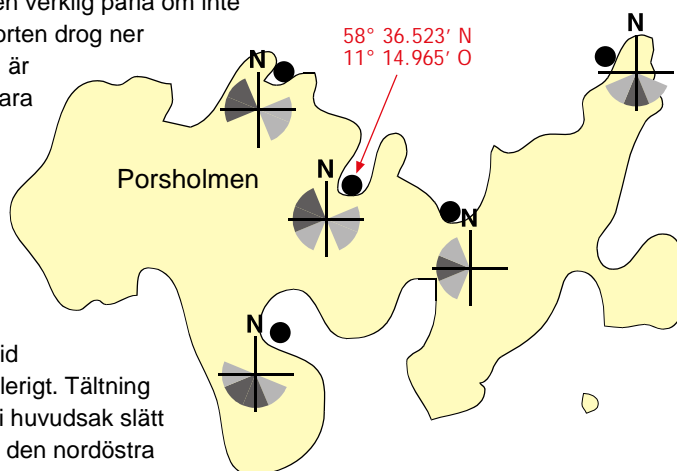 en verklig pärla om inte
orten drog ner
är
ara
58° 36.523' N
11° 14.965' O
N
N
Porsholmen
N
N
N
id
lerigt. Tältning
i huvudsak slätt
den nordöstra